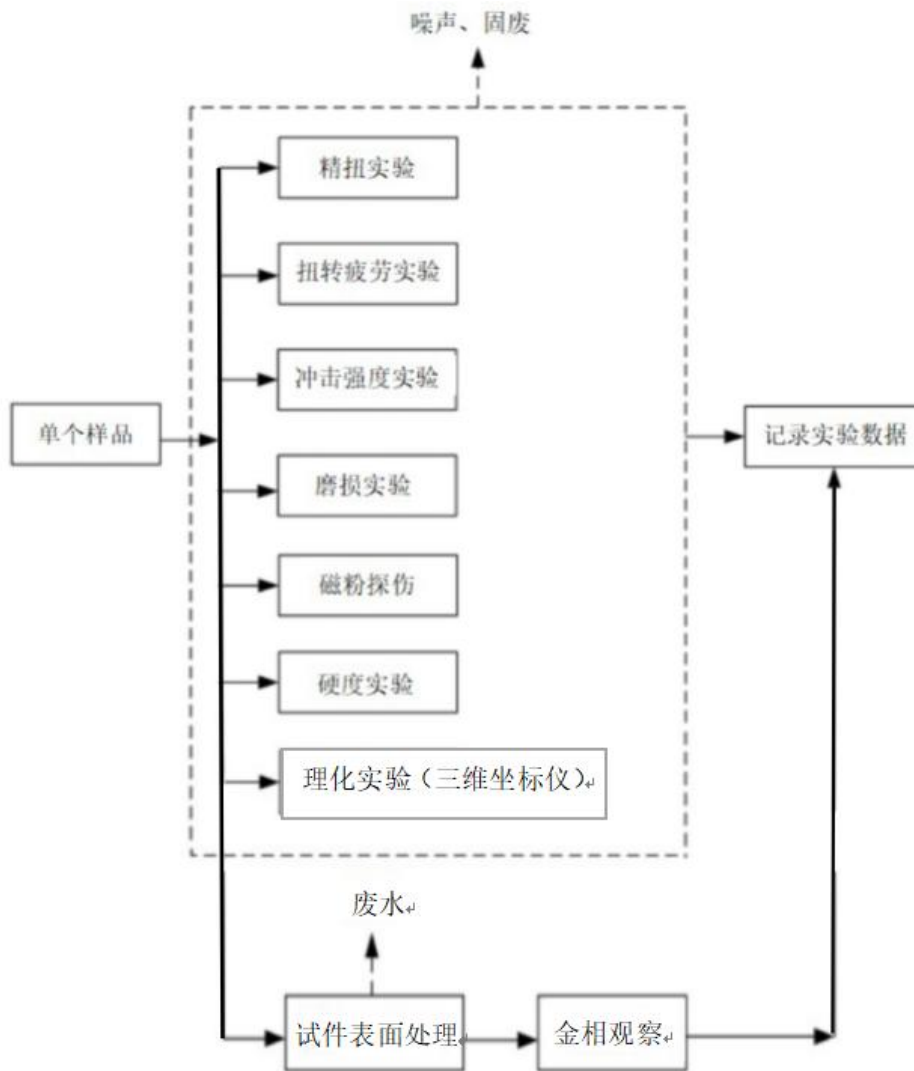 噪声、固废
精扭实验
扭转疲劳实验
冲击强度实验
单个样品
记录实验数据
磨损实验
磁粉探伤
硬度实验
理化实验（三维坐标仪）
废水
试件表面处理
金相观察